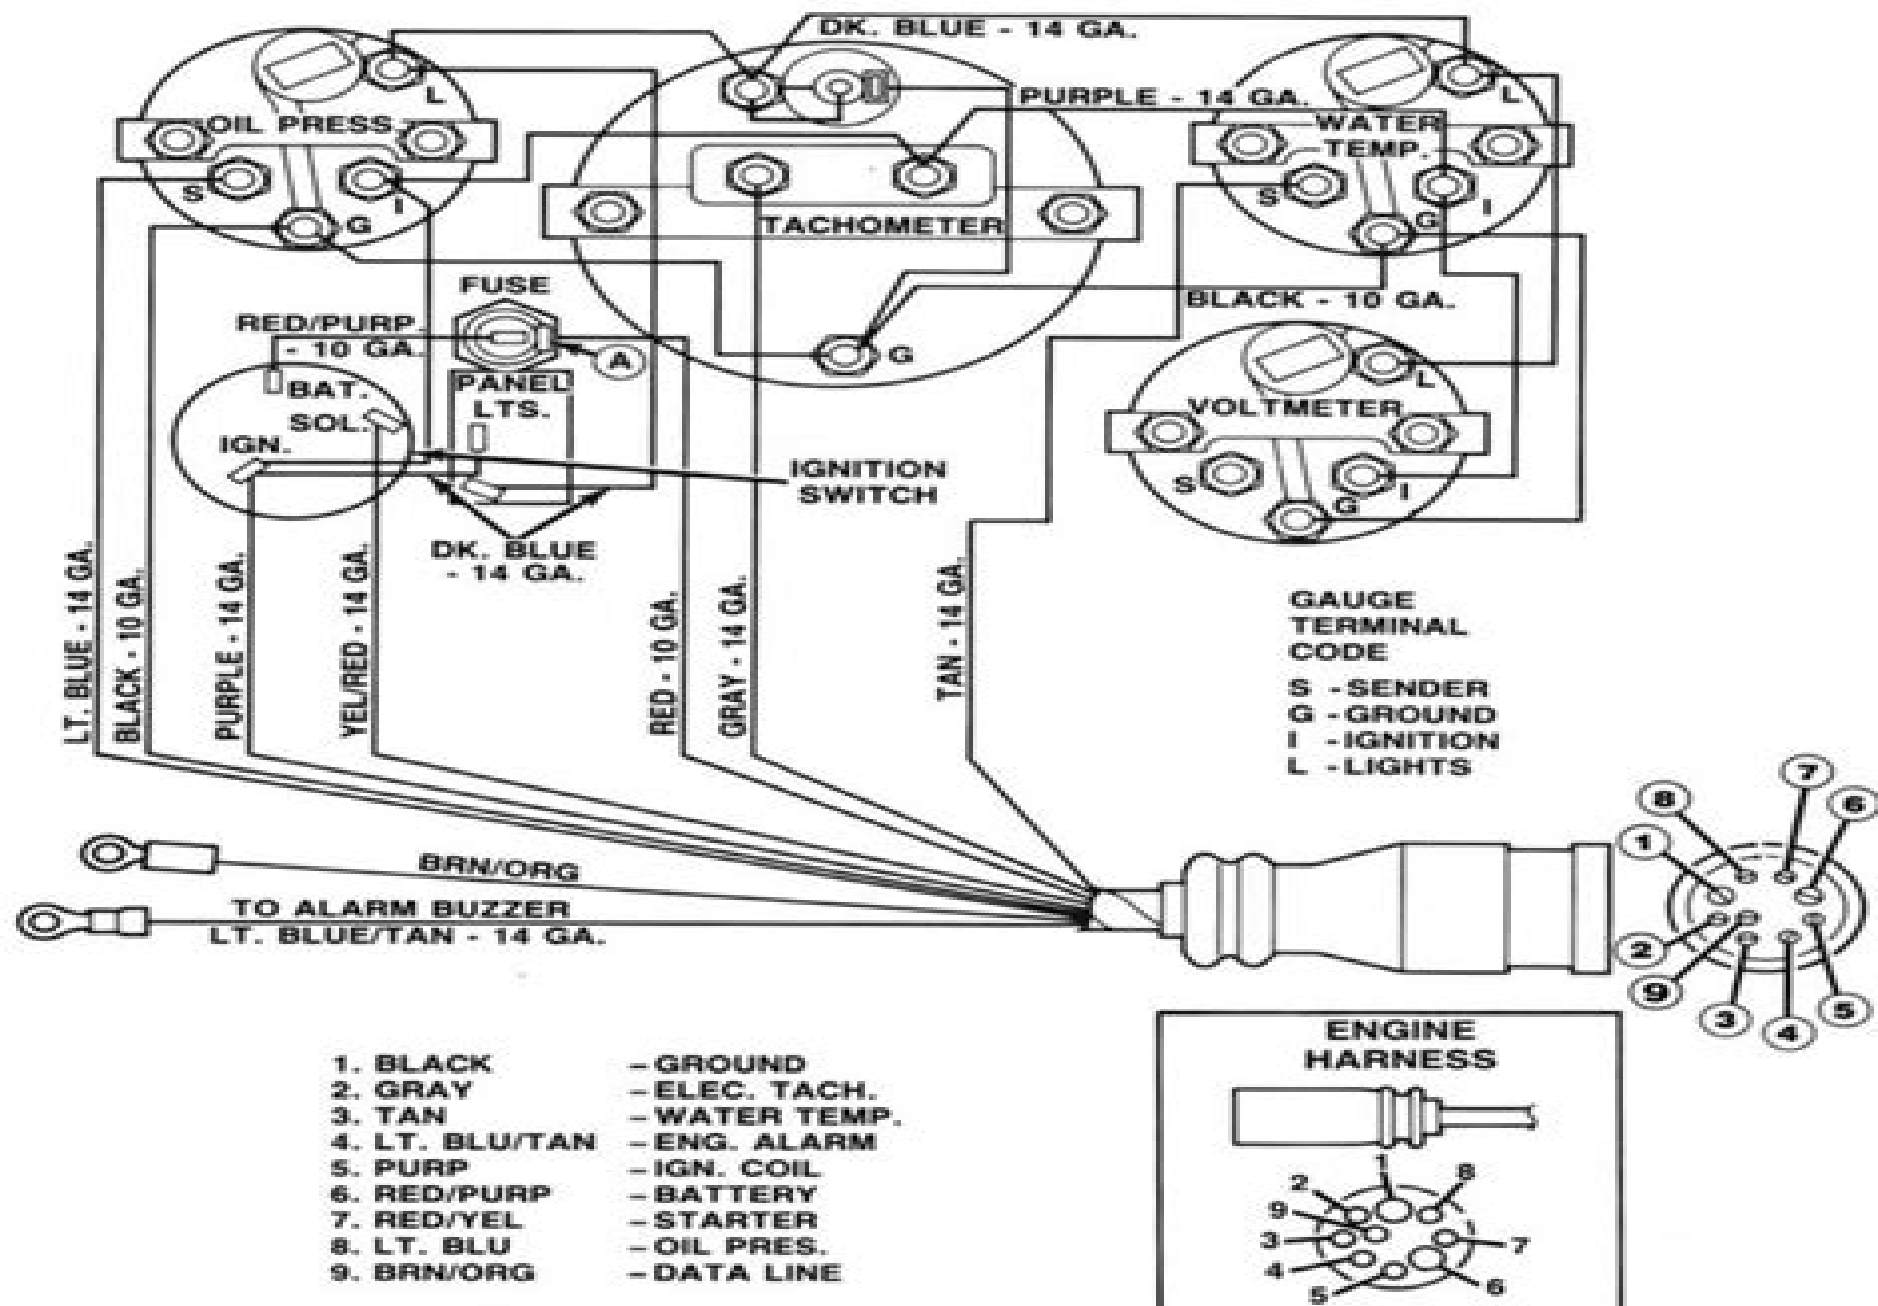 DK. BLUE - 14 GA.
L
OIL PRESS.
S
I
G
PURPLE - 14 GA.
TACHOMETER
G
L
WATER
TEMP.
S
I
G
BLACK - 10 GA.
FUSE
RED/PURP.
- 10 GA.
A
BAT.
SOL.
IGN.
PANEL
LTS.
IGNITION
SWITCH
DK. BLUE
- 14 GA.
L
VOLTMETER
S
I
G
LT. BLUE - 14 GA.
BLACK - 10 GA.
PURPLE - 14 GA.
YEL/RED - 14 GA.
RED - 10 GA.
GRAY - 14 GA.
TAN - 14 GA.
GAUGE
TERMINAL
CODE
S - SENDER
G - GROUND
I - IGNITION
L - LIGHTS
BRN/ORG
TO ALARM BUZZER
LT. BLUE/TAN - 14 GA.
7
8
6
1
2
9
3
4
5
1. BLACK - GROUND
2. GRAY - ELEC. TACH.
3. TAN - WATER TEMP.
4. LT. BLU/TAN - ENG. ALARM
5. PURP - IGN. COIL
6. RED/PURP - BATTERY
7. RED/YEL - STARTER
8. LT. BLU - OIL PRES.
9. BRN/ORG - DATA LINE
ENGINE
HARNESS
1
2
8
9
3
7
4
5
6